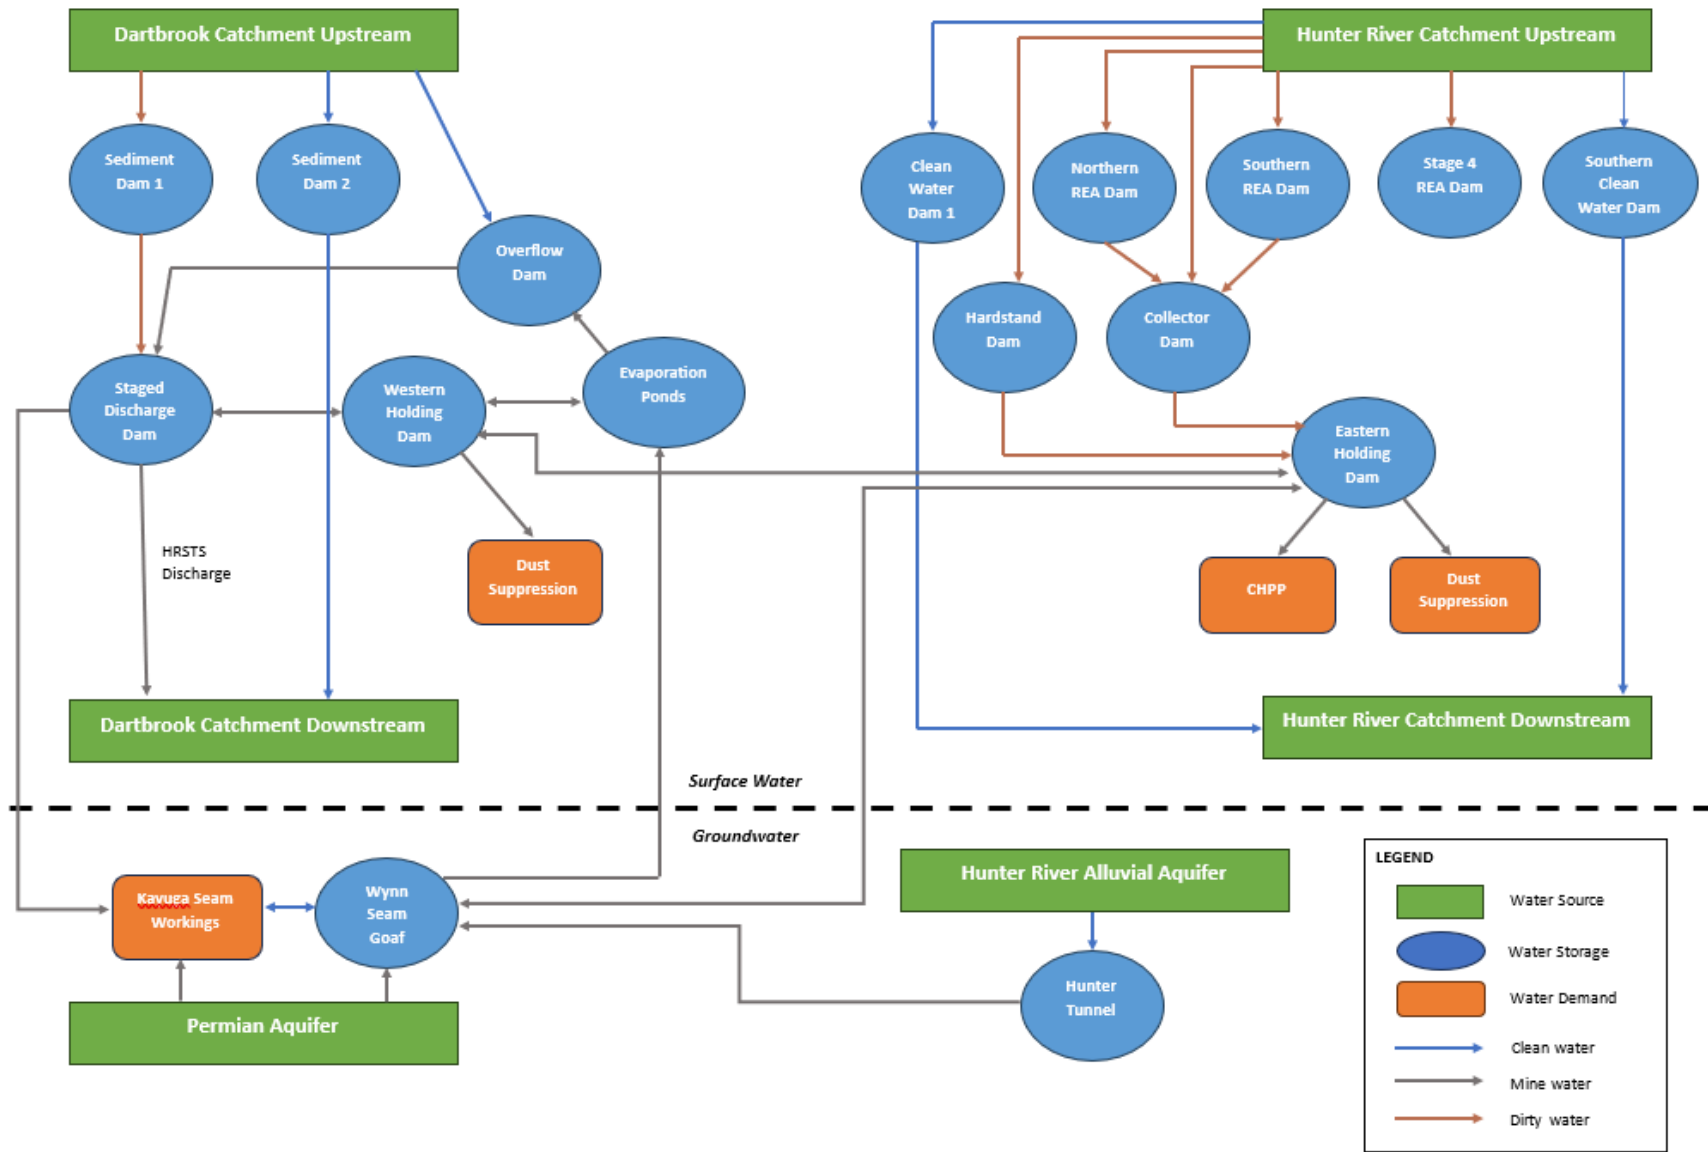 Dartbrook Catchment Upstream
Hunter River Catchment Upstream
Sediment
Dam 1
Sediment
Dam 2
Clean
Water
Dam 1
Northern
REA Dam
Southern
REA Dam
Stage 4
REA Dam
Southern
Clean
Water Dam
Overflow
Dam
Hardstand
Dam
Collector
Dam
Staged
Discharge
Dam
Western
Holding
Dam
Evaporation
Ponds
Eastern
Holding
Dam
HRSTS
Discharge
Dust
Suppression
CHPP
Dust
Suppression
Dartbrook Catchment Downstream
Hunter River Catchment Downstream
Surface Water
Groundwater
Kayuga Seam
Workings
Wynn
Seam
Goaf
Hunter River Alluvial Aquifer
Hunter
Tunnel
Permian Aquifer
LEGEND
Water Source
Water Storage
Water Demand
Clean water
Mine water
Dirty water